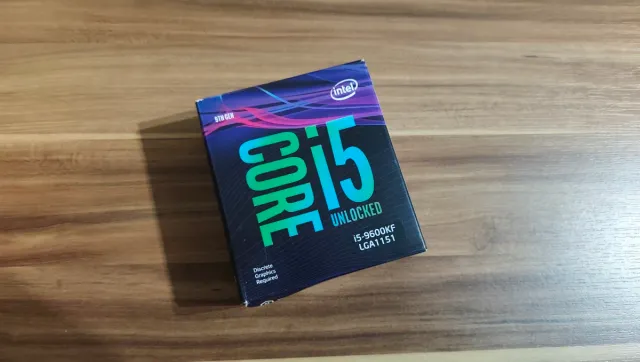 intel
9TH GEN
CORE i5
UNLOCKED
i5-9600KF
LGA1151
Discrete
Graphics
Required